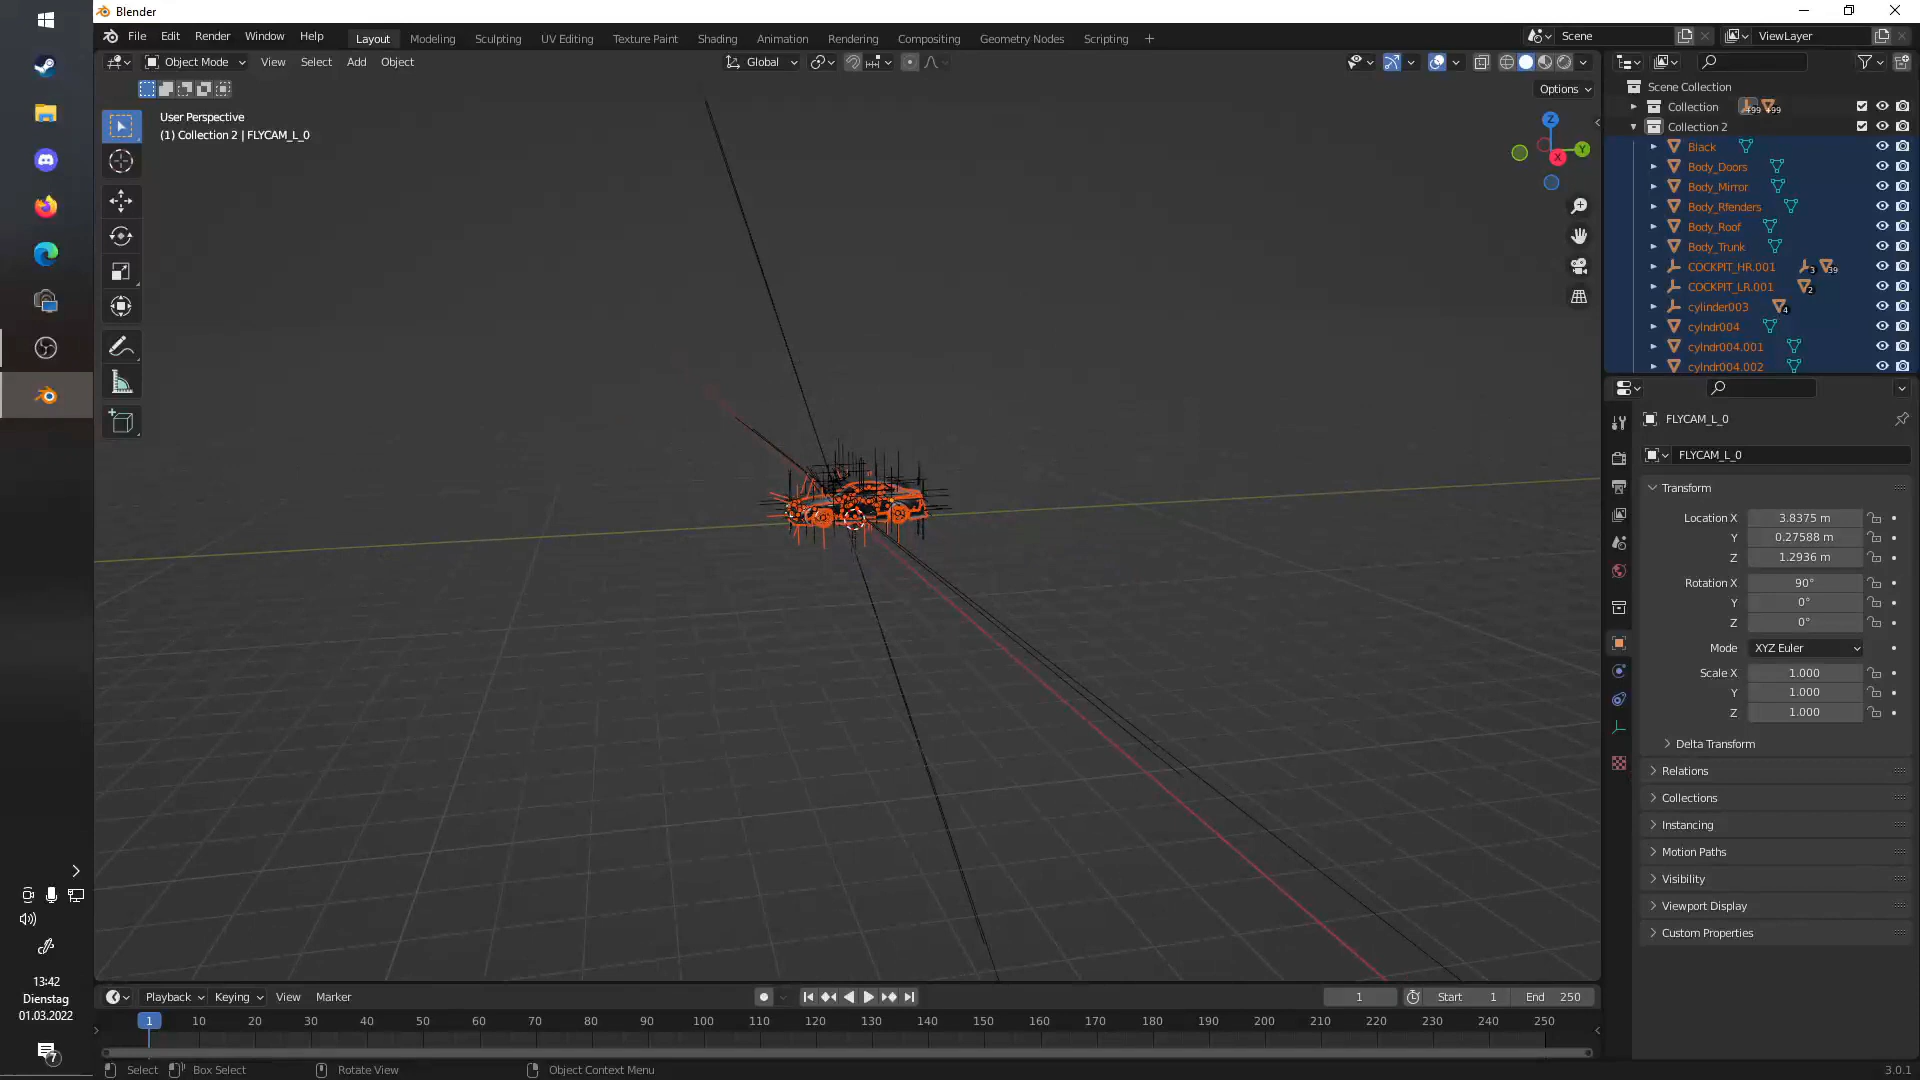 Blender
File Edit Render Window Help
Layout Modeling Sculpting UV Editing Texture Paint Shading Animation Rendering Compositing Geometry Nodes Scripting +
Scene
ViewLayer
Object Mode View Select Add Object
Global
Options
User Perspective
(1) Collection 2 | FLYCAM_L_0
Z
Y
X
Scene Collection
Collection +99 +99
Collection 2
Black
Body_Doors
Body_Mirror
Body_Rfenders
Body_Roof
Body_Trunk
COCKPIT_HR.001 3 39
COCKPIT_LR.001 2
cylinder003 4
cylndr004
cylndr004.001
cylndr004.002
FLYCAM_L_0
FLYCAM_L_0
Transform
Location X 3.8375 m
Y 0.27588 m
Z 1.2936 m
Rotation X 90°
Y 0°
Z 0°
Mode XYZ Euler
Scale X 1.000
Y 1.000
Z 1.000
Delta Transform
Relations
Collections
Instancing
Motion Paths
Visibility
Viewport Display
Custom Properties
13:42
Dienstag
01.03.2022
7
Playback Keying View Marker
1 Start 1 End 250
1 10 20 30 40 50 60 70 80 90 100 110 120 130 140 150 160 170 180 190 200 210 220 230 240 250
Select Box Select Rotate View Object Context Menu
3.0.1